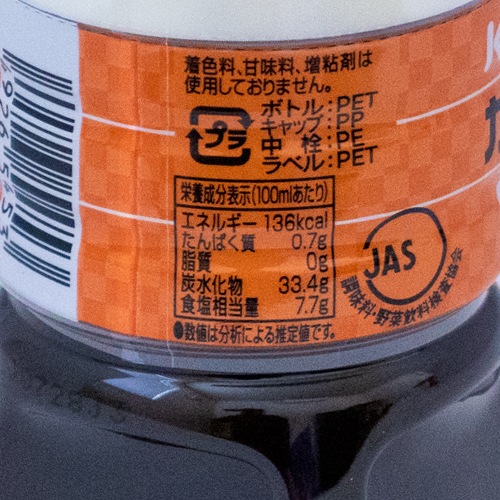 着色料、甘味料、増粘剤は
使用しておりません。
プラ
ボトル：PET
キャップ：PP
中　栓：PE
ラベル：PET
栄養成分表示(100mlあたり)
エネルギー 136kcal
たんぱく質 0.7g
脂質 0g
炭水化物 33.4g
食塩相当量 7.7g
●数値は分析による推定値です。
JAS
調味料・野菜飲料検査協会